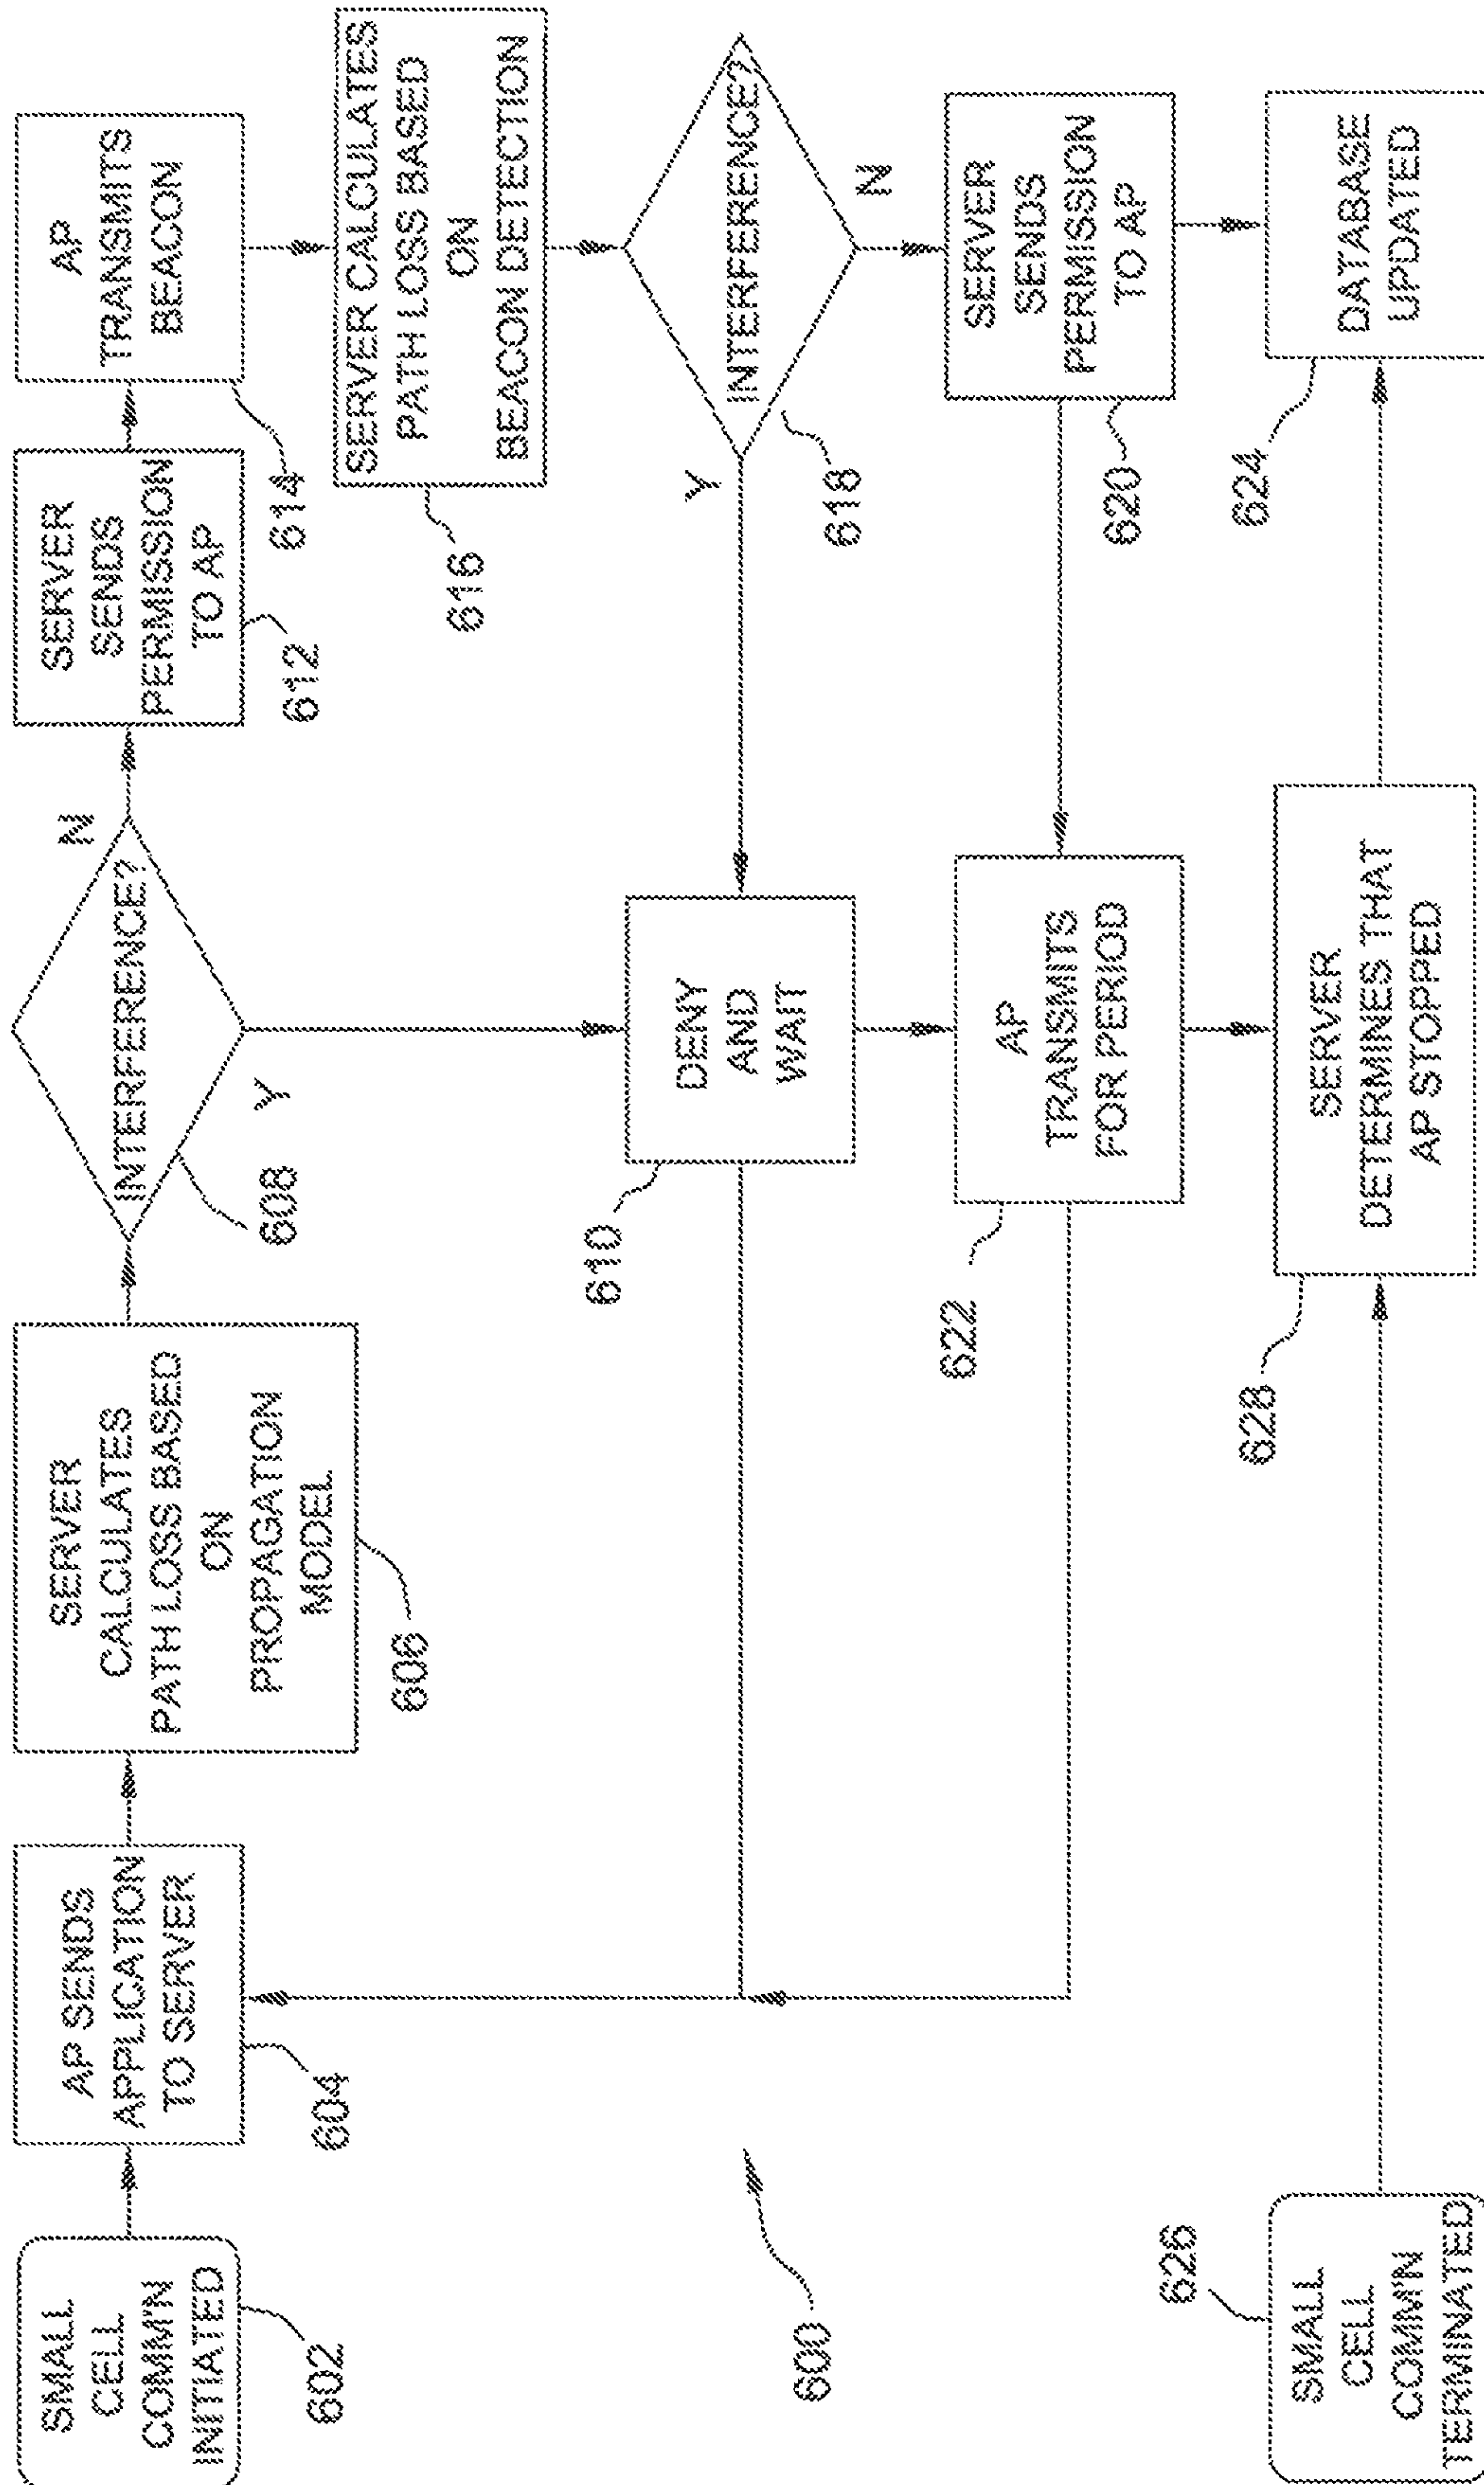 SMALL
CELL
COMM'N
INITIATED
602
AP SENDS
APPLICATION
TO SERVER
604
SERVER
CALCULATES
PATH LOSS BASED
ON
PROPAGATION
MODEL
606
INTERFERENCE?
608
N
Y
SERVER
SENDS
PERMISSION
TO AP
612
AP
TRANSMITS
BEACON
614
SERVER CALCULATES
PATH LOSS BASED
ON
BEACON DETECTION
616
INTERFERENCE?
618
Y
N
DENY
AND
WAIT
610
SERVER
SENDS
PERMISSION
TO AP
620
AP
TRANSMITS
FOR PERIOD
622
600
SMALL
CELL
COMM'N
TERMINATED
626
SERVER
DETERMINES THAT
AP STOPPED
628
DATABASE
UPDATED
624